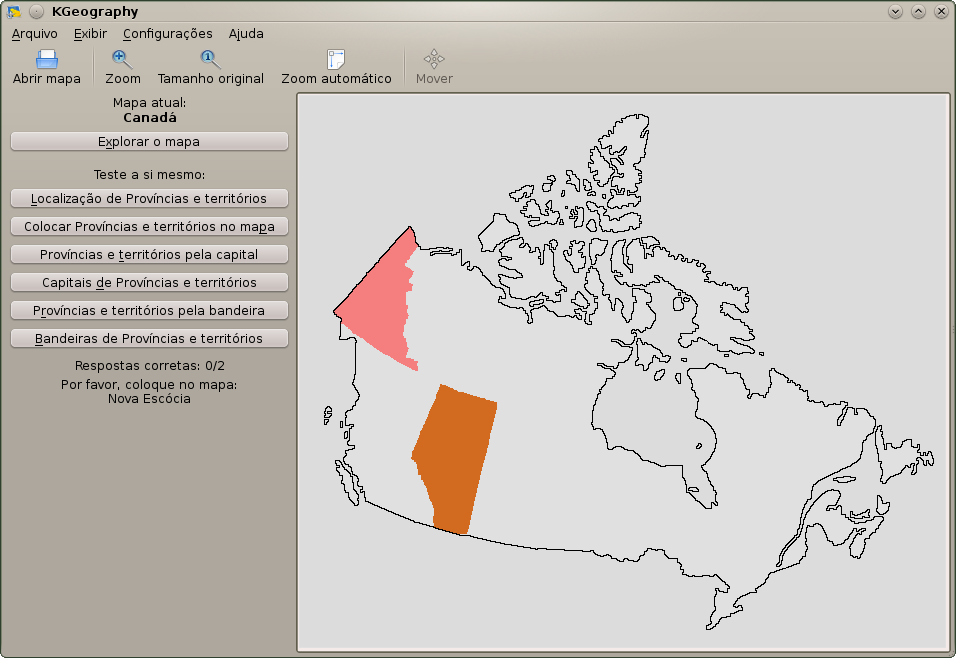 KGeography
Arquivo Exibir Configurações Ajuda
Abrir mapa Zoom Tamanho original Zoom automático Mover
Mapa atual:
Canadá
Explorar o mapa
Teste a si mesmo:
Localização de Províncias e territórios
Colocar Províncias e territórios no mapa
Províncias e territórios pela capital
Capitais de Províncias e territórios
Províncias e territórios pela bandeira
Bandeiras de Províncias e territórios
Respostas corretas: 0/2
Por favor, coloque no mapa:
Nova Escócia